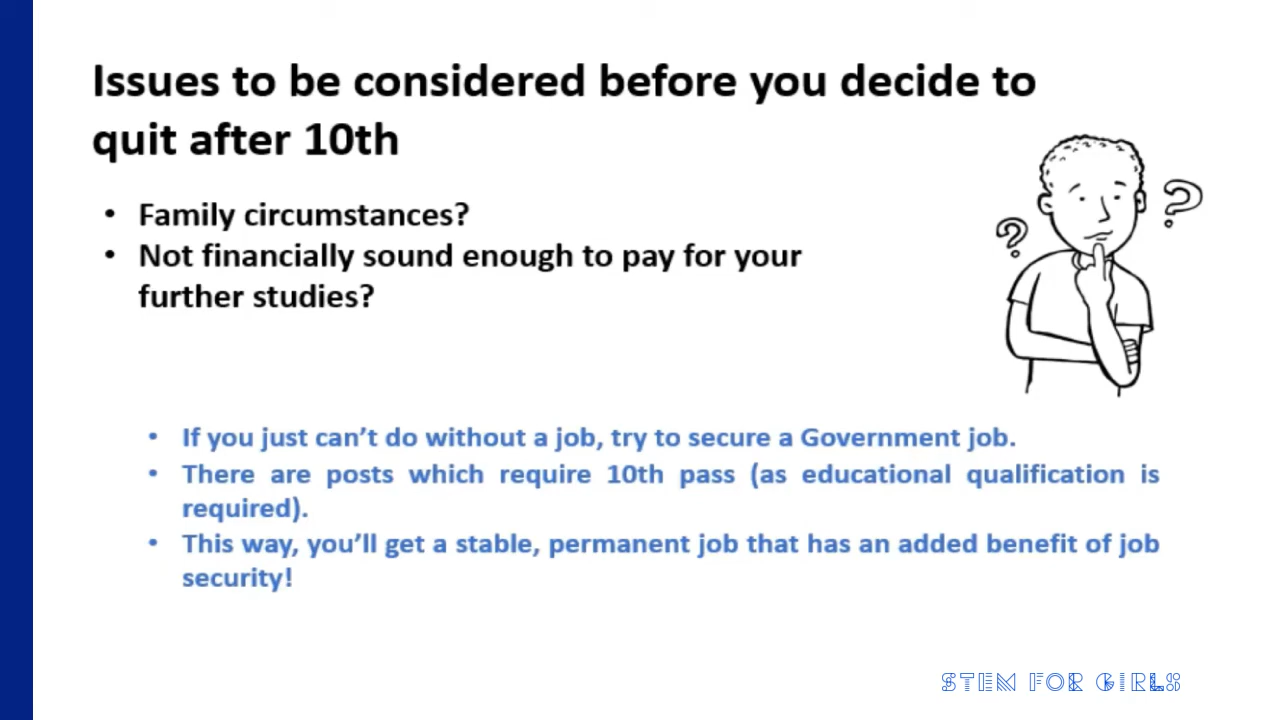 Issues to be considered before you decide to
quit after 10th
• Family circumstances?
• Not financially sound enough to pay for your
further studies?
? ?
• If you just can't do without a job, try to secure a Government job.
• There are posts which require 10th pass (as educational qualification is
required).
• This way, you'll get a stable, permanent job that has an added benefit of job
security!
STEM FOR GIRLS